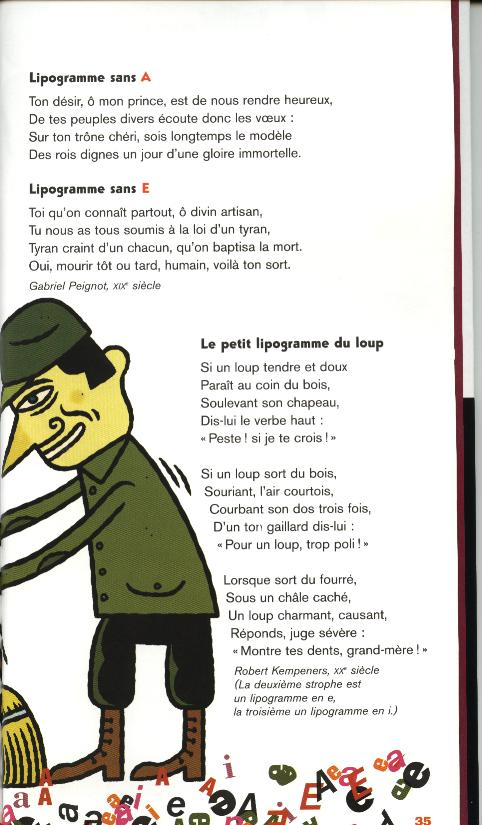 Lipogramme sans A
Ton désir, ô mon prince, est de nous rendre heureux,
De tes peuples divers écoute donc les vœux :
Sur ton trône chéri, sois longtemps le modèle
Des rois dignes un jour d'une gloire immortelle.
Lipogramme sans E
Toi qu'on connaît partout, ô divin artisan,
Tu nous as tous soumis à la loi d'un tyran,
Tyran craint d'un chacun, qu'on baptisa la mort.
Oui, mourir tôt ou tard, humain, voilà ton sort.
Gabriel Peignot, XIXe siècle
Le petit lipogramme du loup
Si un loup tendre et doux
Paraît au coin du bois,
Soulevant son chapeau,
Dis-lui le verbe haut :
« Peste ! si je te crois ! »
Si un loup sort du bois,
Souriant, l'air courtois,
Courbant son dos trois fois,
D'un ton gaillard dis-lui :
« Pour un loup, trop poli ! »
Lorsque sort du fourré,
Sous un châle caché,
Un loup charmant, causant,
Réponds, juge sévère :
« Montre tes dents, grand-mère ! »
Robert Kempeners, XXe siècle
(La deuxième strophe est
un lipogramme en e,
la troisième un lipogramme en i.)
35